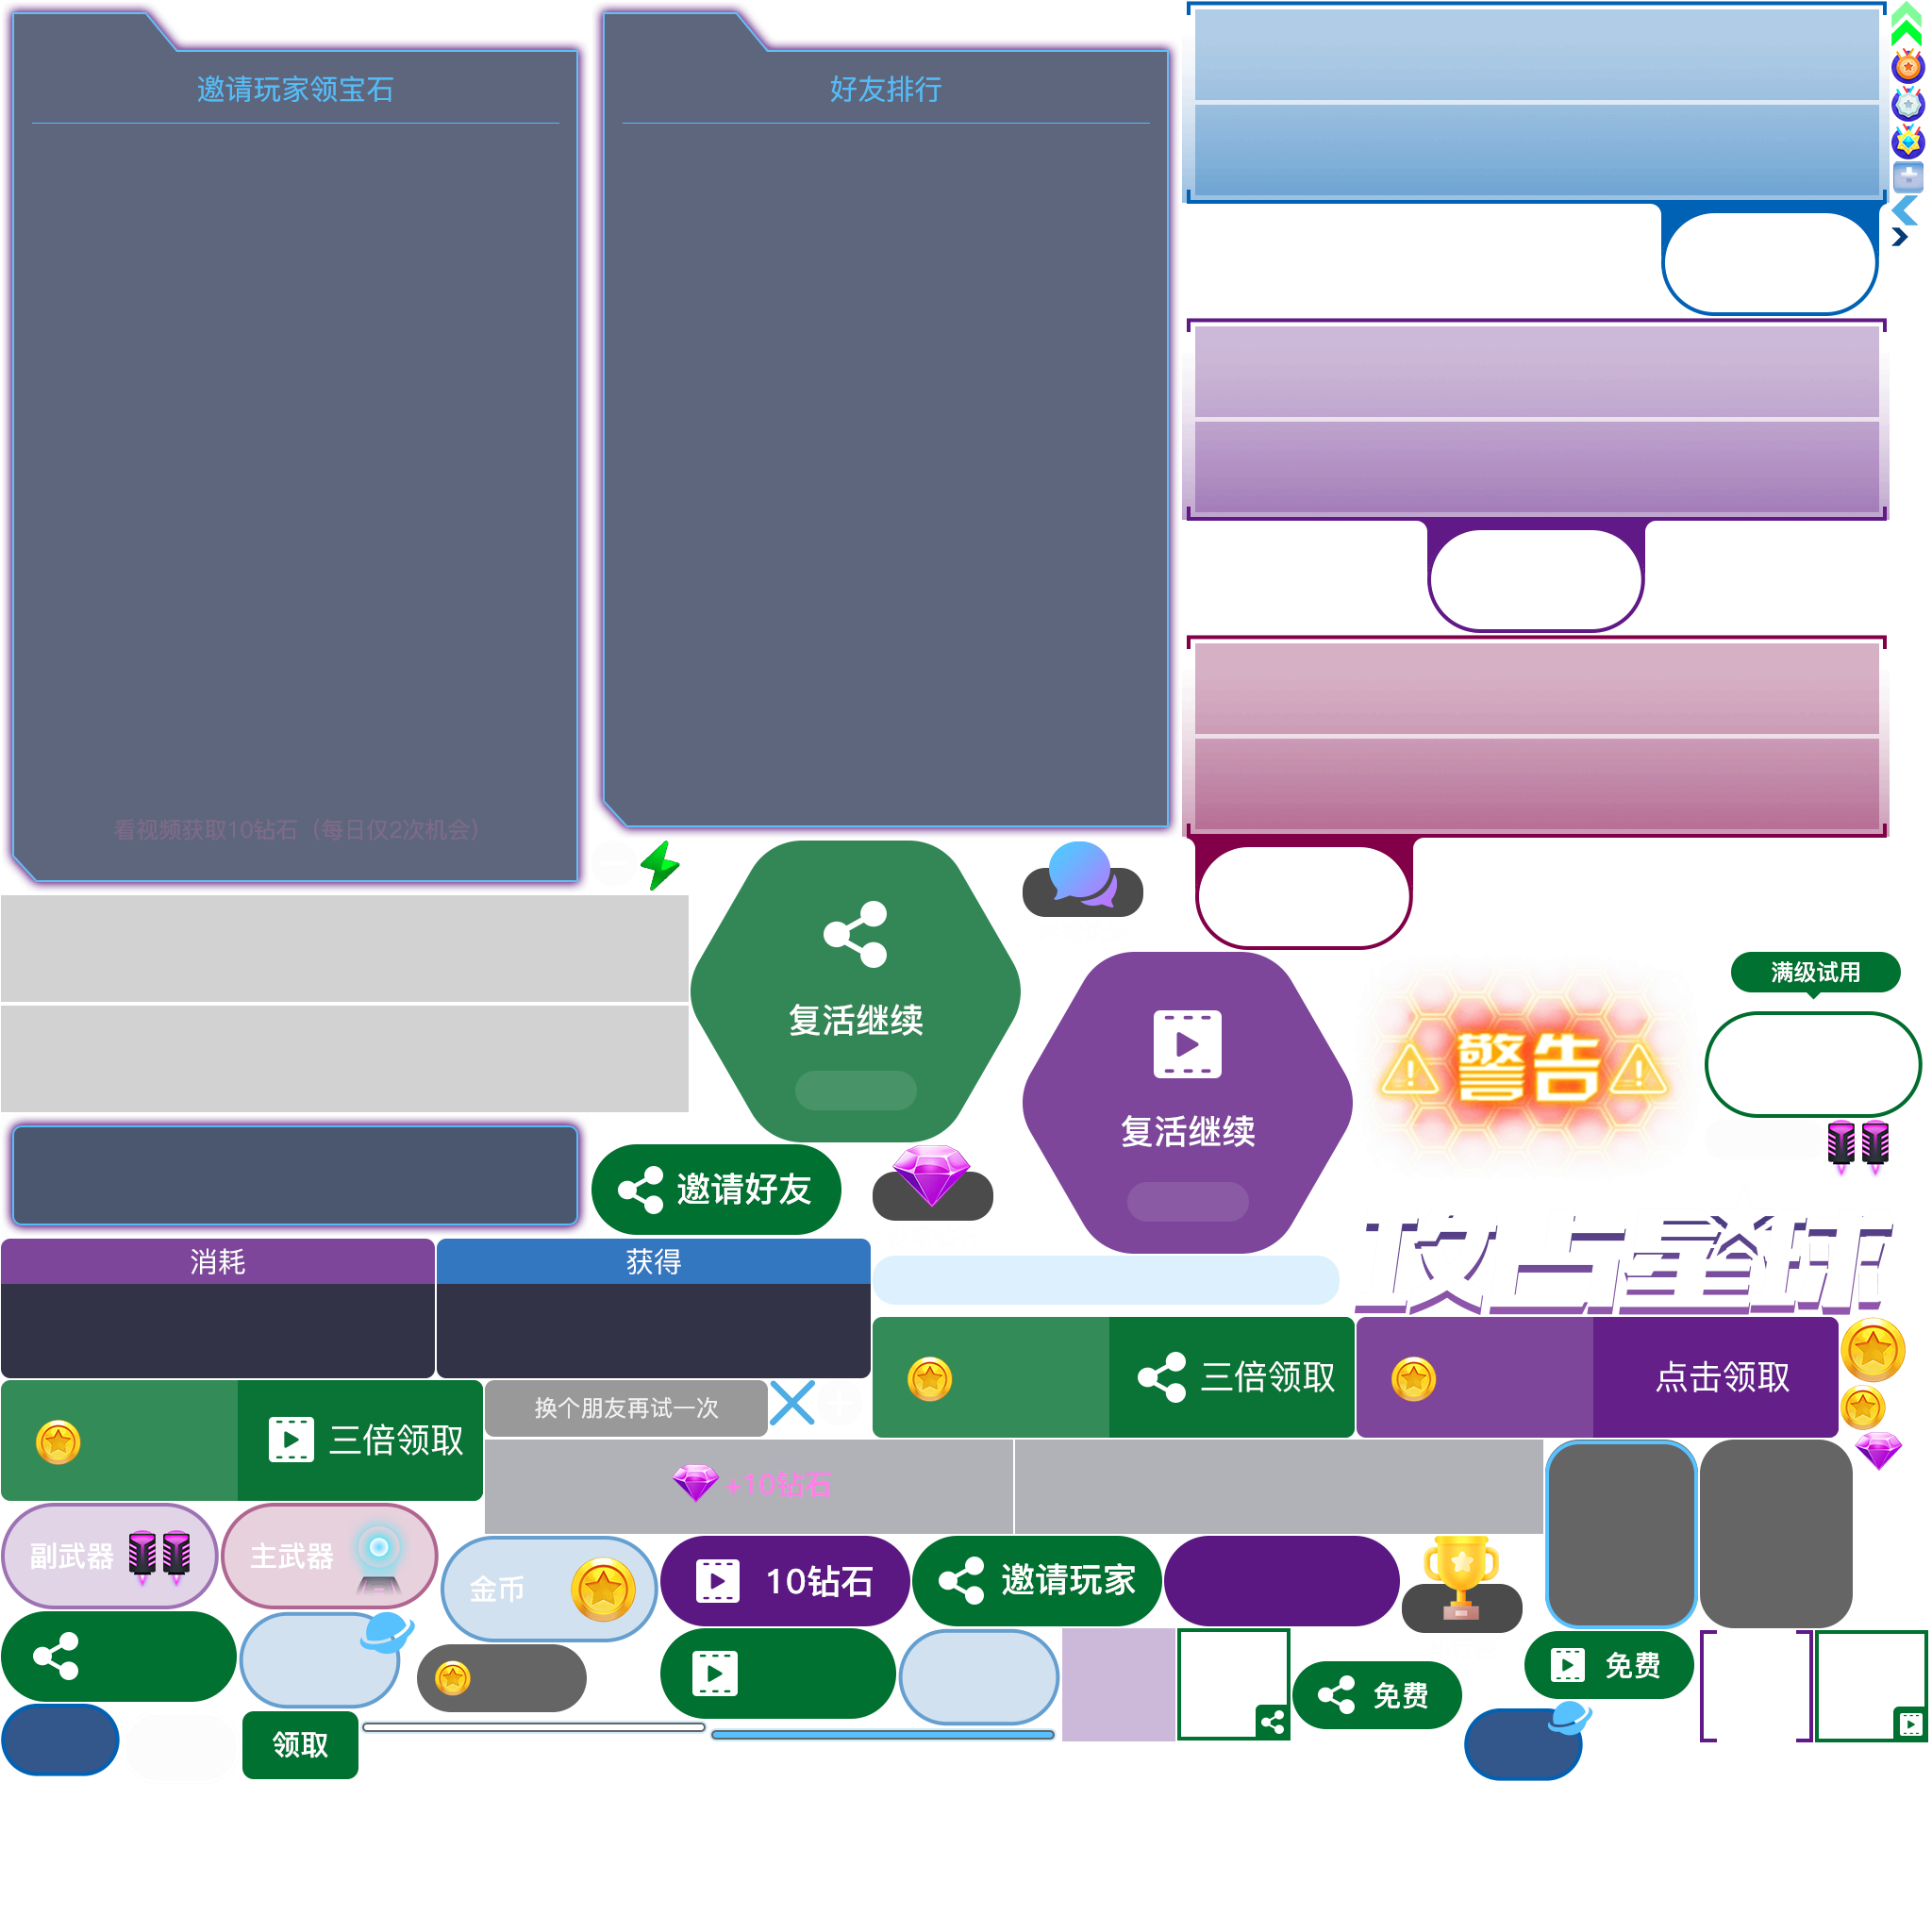 邀请玩家领宝石
好友排行
看视频获取10钻石（每日仅2次机会）
复活继续
满级试用
警告
复活继续
邀请好友
攻占星球
消耗
获得
三倍领取
点击领取
三倍领取
换个朋友再试一次
+10钻石
副武器
主武器
金币
10钻石
邀请玩家
免费
免费
领取